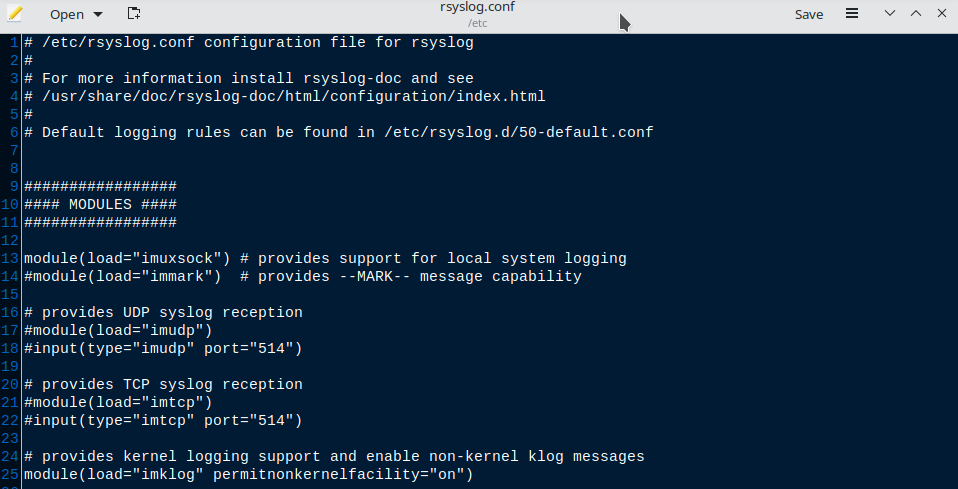 Open
rsyslog.conf
/etc
Save
1 # /etc/rsyslog.conf configuration file for rsyslog
2 #
3 # For more information install rsyslog-doc and see
4 # /usr/share/doc/rsyslog-doc/html/configuration/index.html
5 #
6 # Default logging rules can be found in /etc/rsyslog.d/50-default.conf
7
8
9 #################
10 #### MODULES ####
11 #################
12
13 module(load="imuxsock") # provides support for local system logging
14 #module(load="immark")  # provides --MARK-- message capability
15
16 # provides UDP syslog reception
17 #module(load="imudp")
18 #input(type="imudp" port="514")
19
20 # provides TCP syslog reception
21 #module(load="imtcp")
22 #input(type="imtcp" port="514")
23
24 # provides kernel logging support and enable non-kernel klog messages
25 module(load="imklog" permitnonkernelfacility="on")